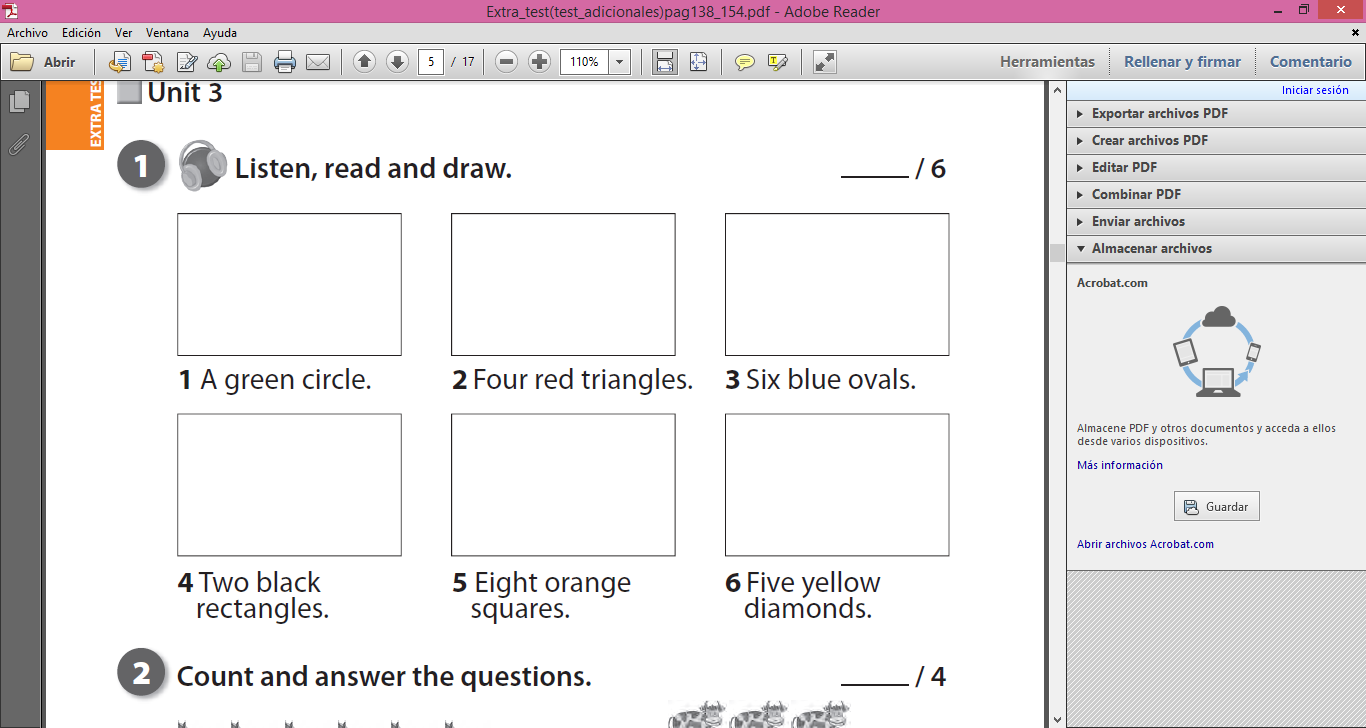 Extra_test(test_adicionales)pag138_154.pdf - Adobe Reader
Archivo Edición Ver Ventana Ayuda
Abrir 5 / 17 110% Herramientas Rellenar y firmar Comentario
Iniciar sesión
Exportar archivos PDF
Crear archivos PDF
Editar PDF
Combinar PDF
Enviar archivos
Almacenar archivos
Acrobat.com
Almacene PDF y otros documentos y acceda a ellos
desde varios dispositivos.
Más información
Guardar
Abrir archivos Acrobat.com
EXTRA TES
Unit 3
1 Listen, read and draw. _____ / 6
1 A green circle. 2 Four red triangles. 3 Six blue ovals.
4 Two black 5 Eight orange 6 Five yellow
rectangles. squares. diamonds.
2 Count and answer the questions. _____ / 4